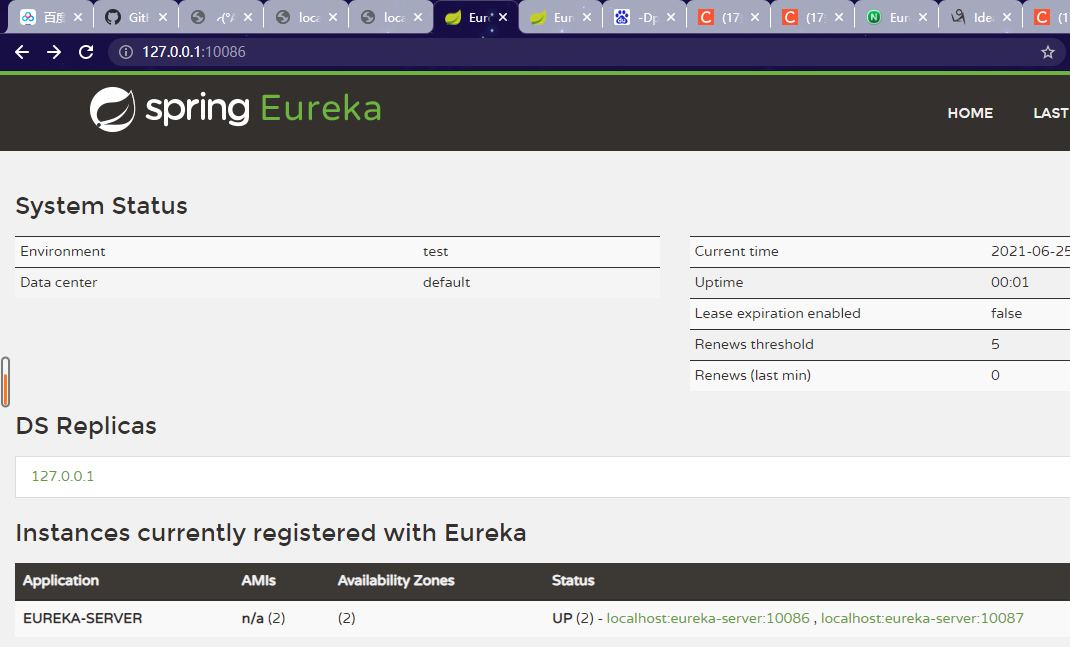 百度 Gitl (°/ loca loca Eur Eur -Dp (17 (17 Eur Ide (1
127.0.0.1:10086
spring Eureka
HOME LAST
System Status
Environment test
Data center default
Current time 2021-06-25
Uptime 00:01
Lease expiration enabled false
Renews threshold 5
Renews (last min) 0
DS Replicas
127.0.0.1
Instances currently registered with Eureka
Application AMIs Availability Zones Status
EUREKA-SERVER n/a (2) (2) UP (2) - localhost:eureka-server:10086 , localhost:eureka-server:10087